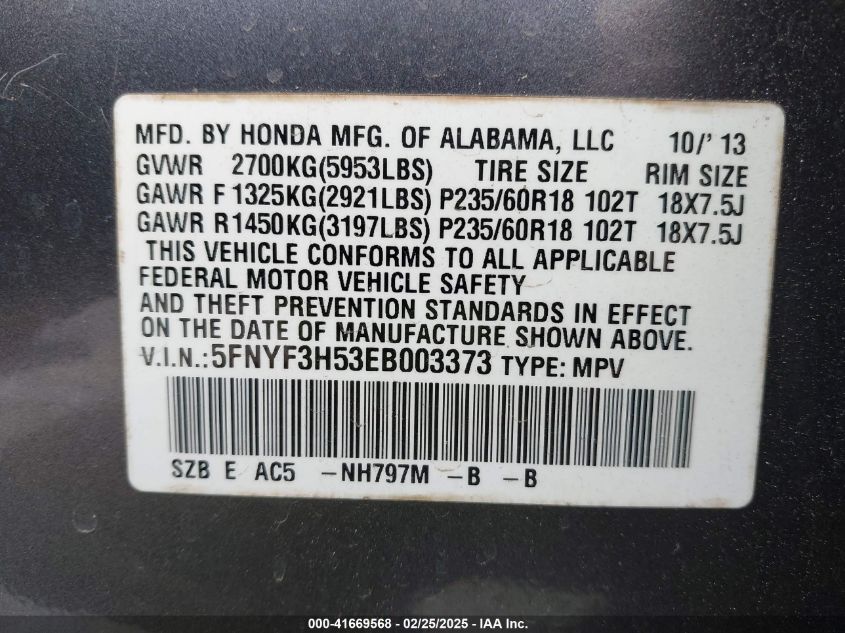 MFD. BY HONDA MFG. OF ALABAMA, LLC 10/' 13
GVWR 2700KG(5953LBS) TIRE SIZE RIM SIZE
GAWR F 1325KG(2921LBS) P235/60R18 102T 18X7.5J
GAWR R 1450KG(3197LBS) P235/60R18 102T 18X7.5J
THIS VEHICLE CONFORMS TO ALL APPLICABLE
FEDERAL MOTOR VEHICLE SAFETY
AND THEFT PREVENTION STANDARDS IN EFFECT
ON THE DATE OF MANUFACTURE SHOWN ABOVE.
V.I.N.: 5FNYF3H53EB003373 TYPE: MPV
SZB E AC5 -NH797M -B -B
000-41669568 - 02/25/2025 - IAA Inc.